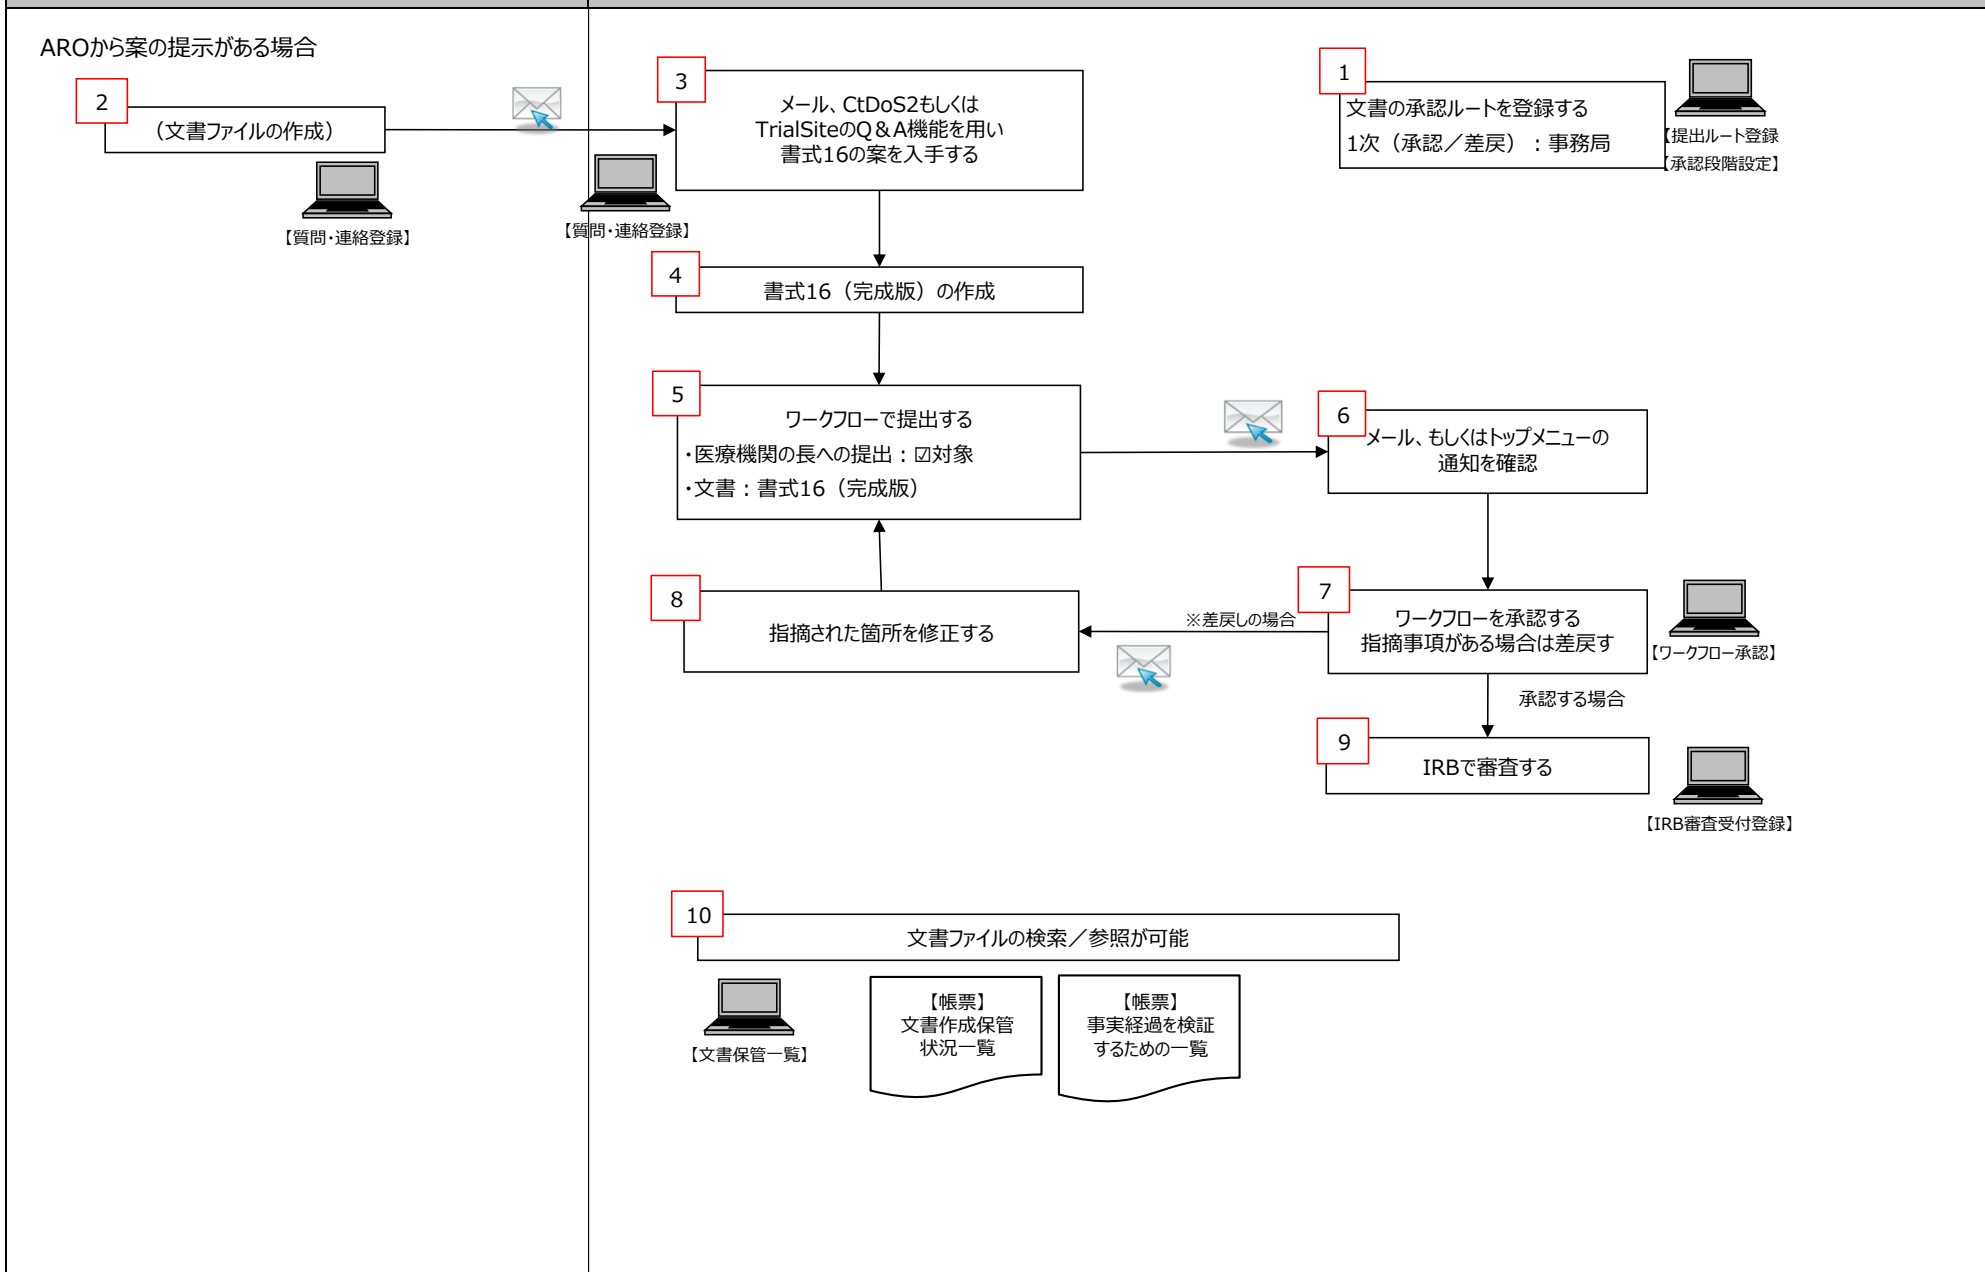 AROから案の提示がある場合
1
文書の承認ルートを登録する
1次（承認／差戻）：事務局
【提出ルート登録
【承認段階設定】
2
（文書ファイルの作成）
【質問・連絡登録】
3
メール、CtDoS2もしくは
TrialSiteのQ＆A機能を用い
書式16の案を入手する
【質問・連絡登録】
4
書式16（完成版）の作成
5
ワークフローで提出する
・医療機関の長への提出：☑対象
・文書：書式16（完成版）
6
メール、もしくはトップメニューの
通知を確認
7
ワークフローを承認する
指摘事項がある場合は差戻す
【ワークフロー承認】
※差戻しの場合
8
指摘された箇所を修正する
承認する場合
9
IRBで審査する
【IRB審査受付登録】
10
文書ファイルの検索／参照が可能
【文書保管一覧】
【帳票】
文書作成保管
状況一覧
【帳票】
事実経過を検証
するための一覧